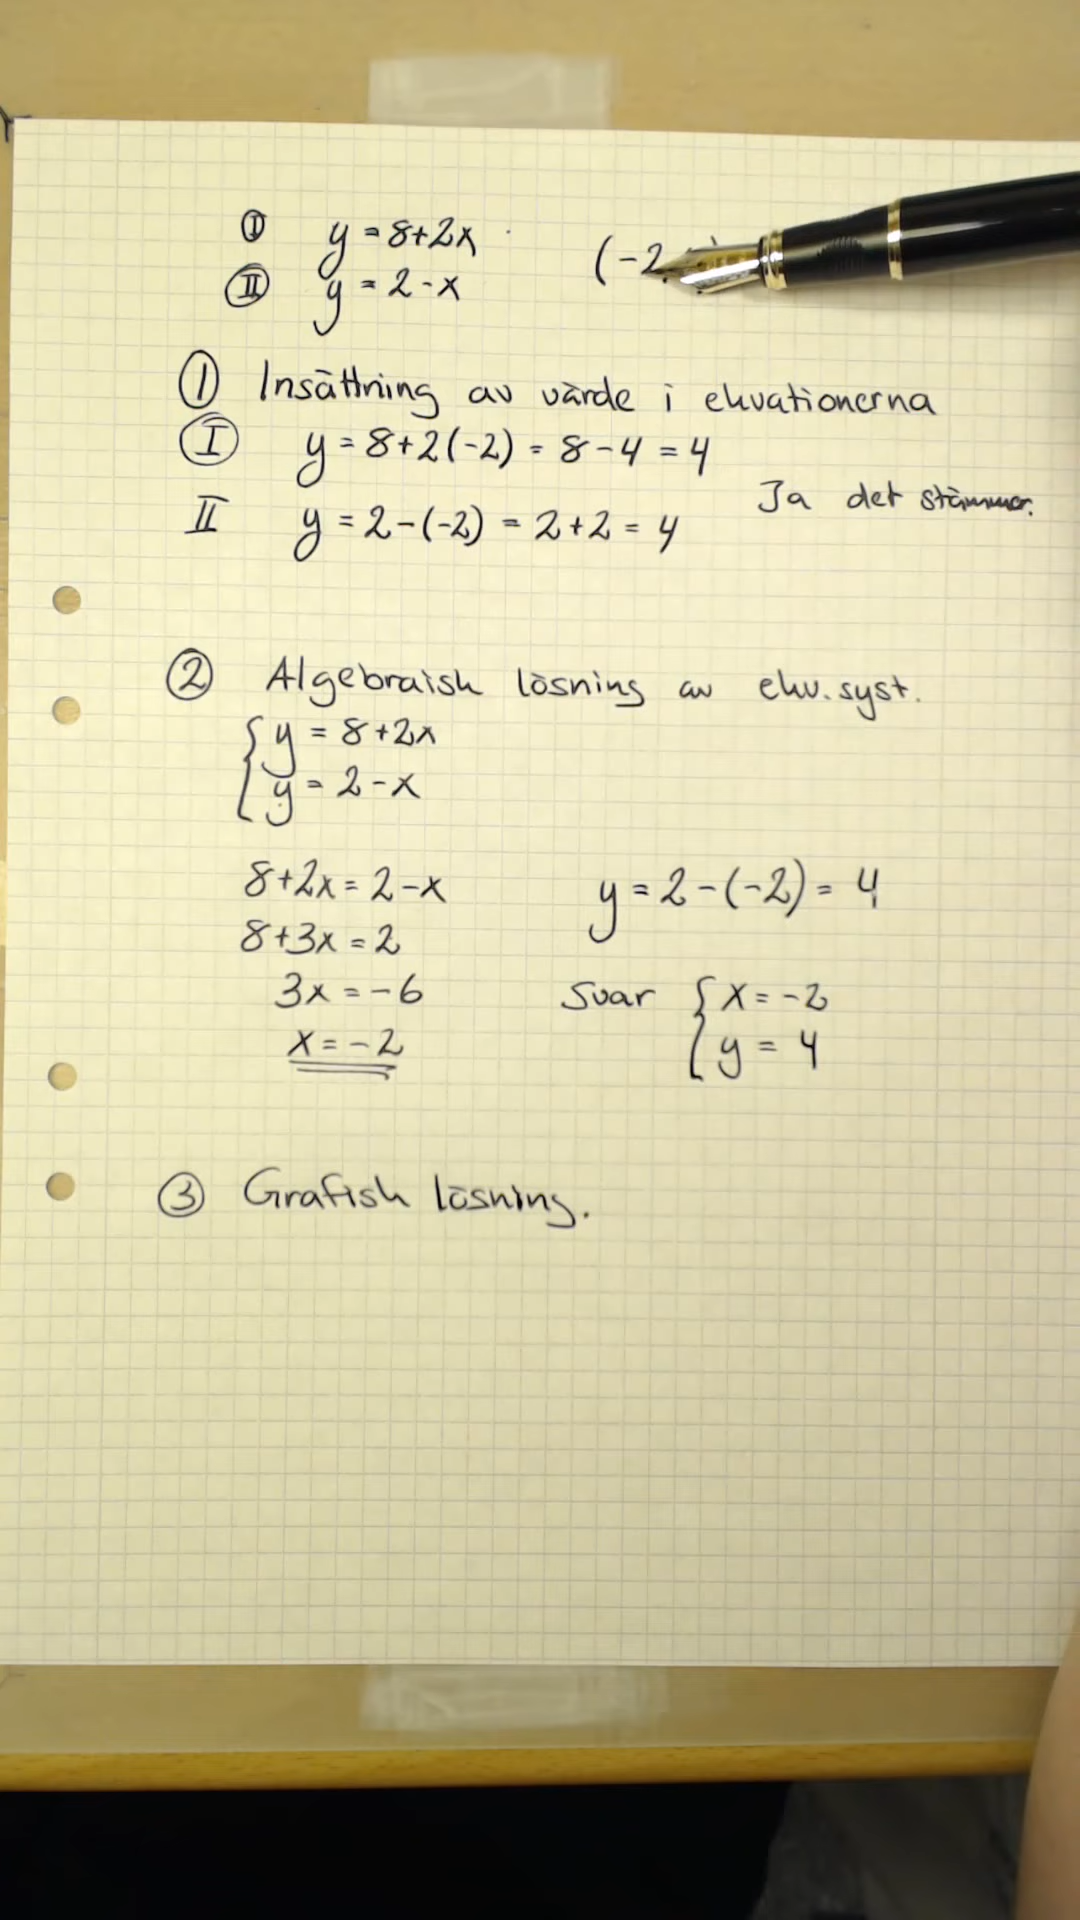 Ⓘ y = 8+2x (-2
ⒾⒾ y = 2-x
① Insättning av värde i ekvationerna
Ⓘ y = 8+2(-2) = 8-4 = 4
Ja det stämmer.
II y = 2-(-2) = 2+2 = 4
② Algebraisk lösning av ekv.syst.
{ y = 8+2x
y = 2-x
8+2x = 2-x y = 2-(-2) = 4
8+3x = 2
3x = -6 Svar { x = -2
x = -2 y = 4
③ Grafisk lösning.